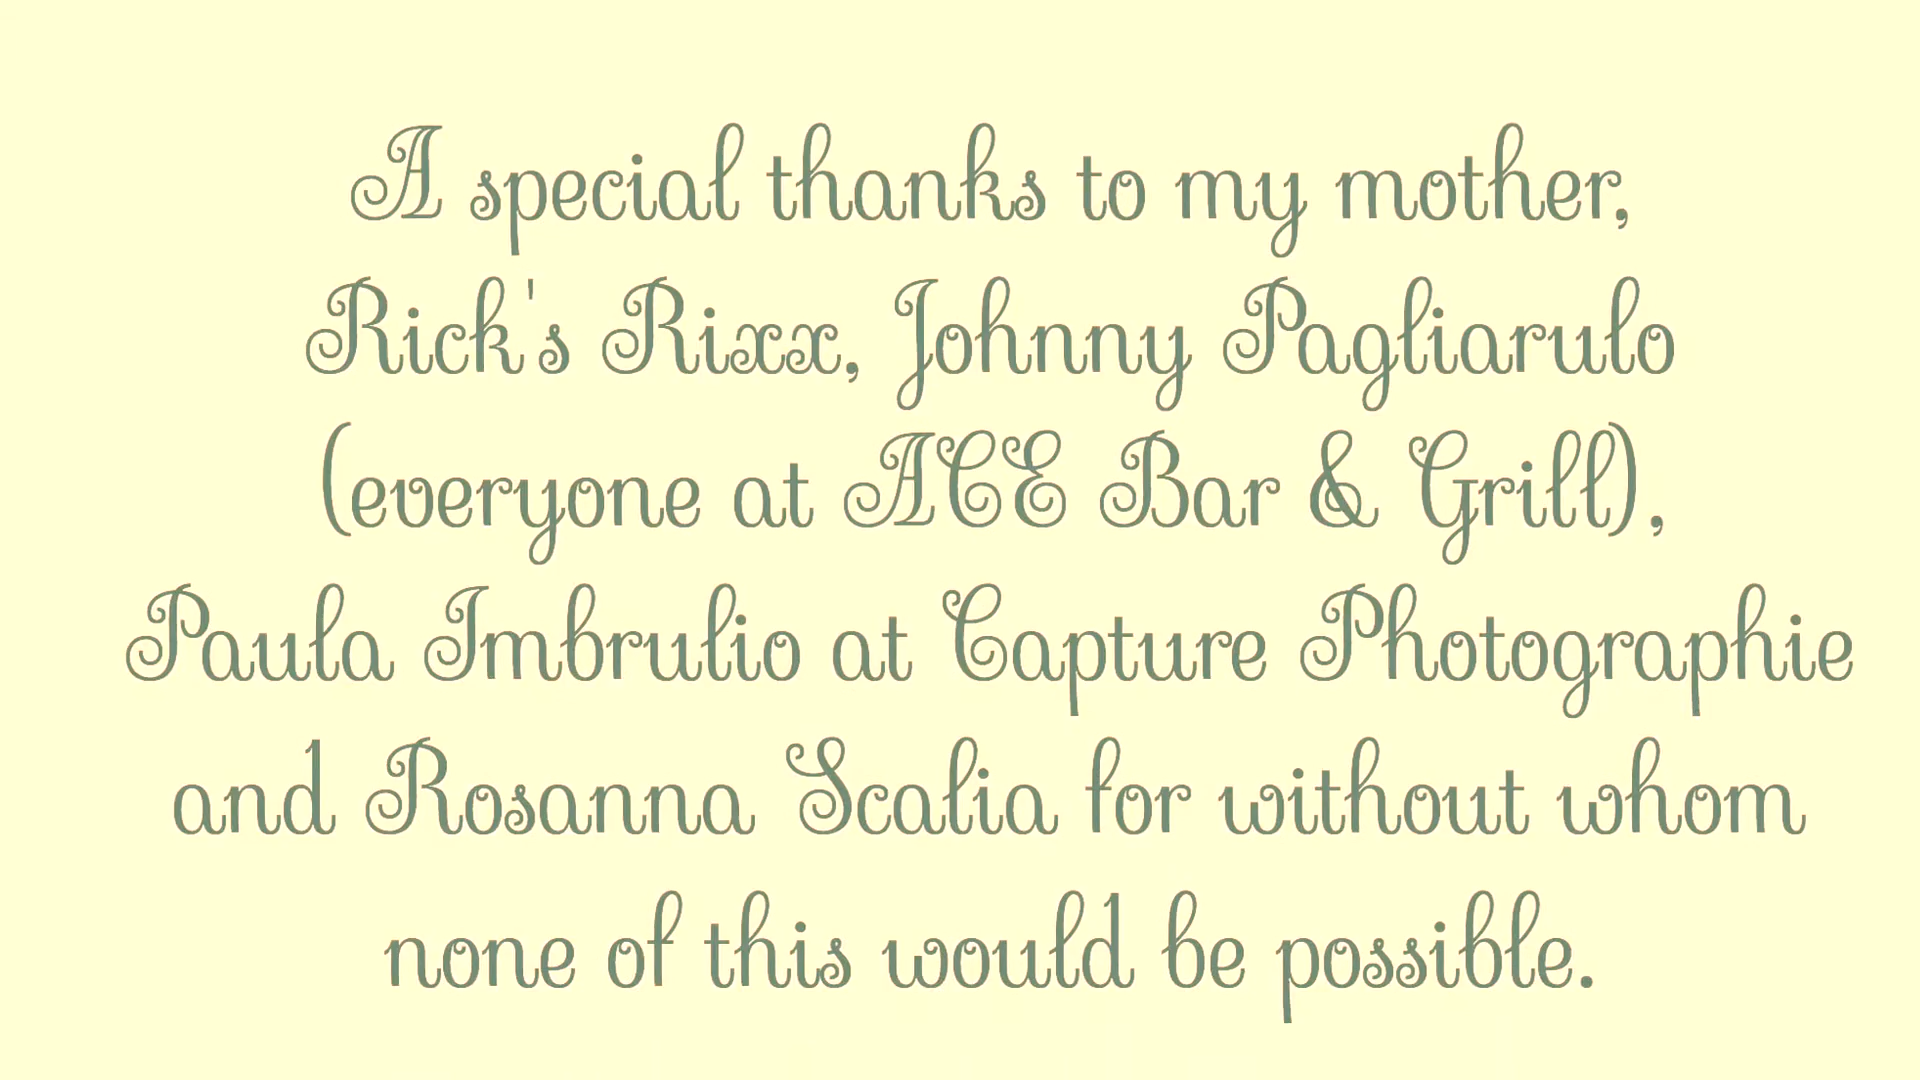 A special thanks to my mother,
Rick's Rixx, Johnny Pagliarulo
(everyone at ACE Bar & Grill),
Paula Imbrulio at Capture Photographie
and Rosanna Scalia for without whom
none of this would be possible.